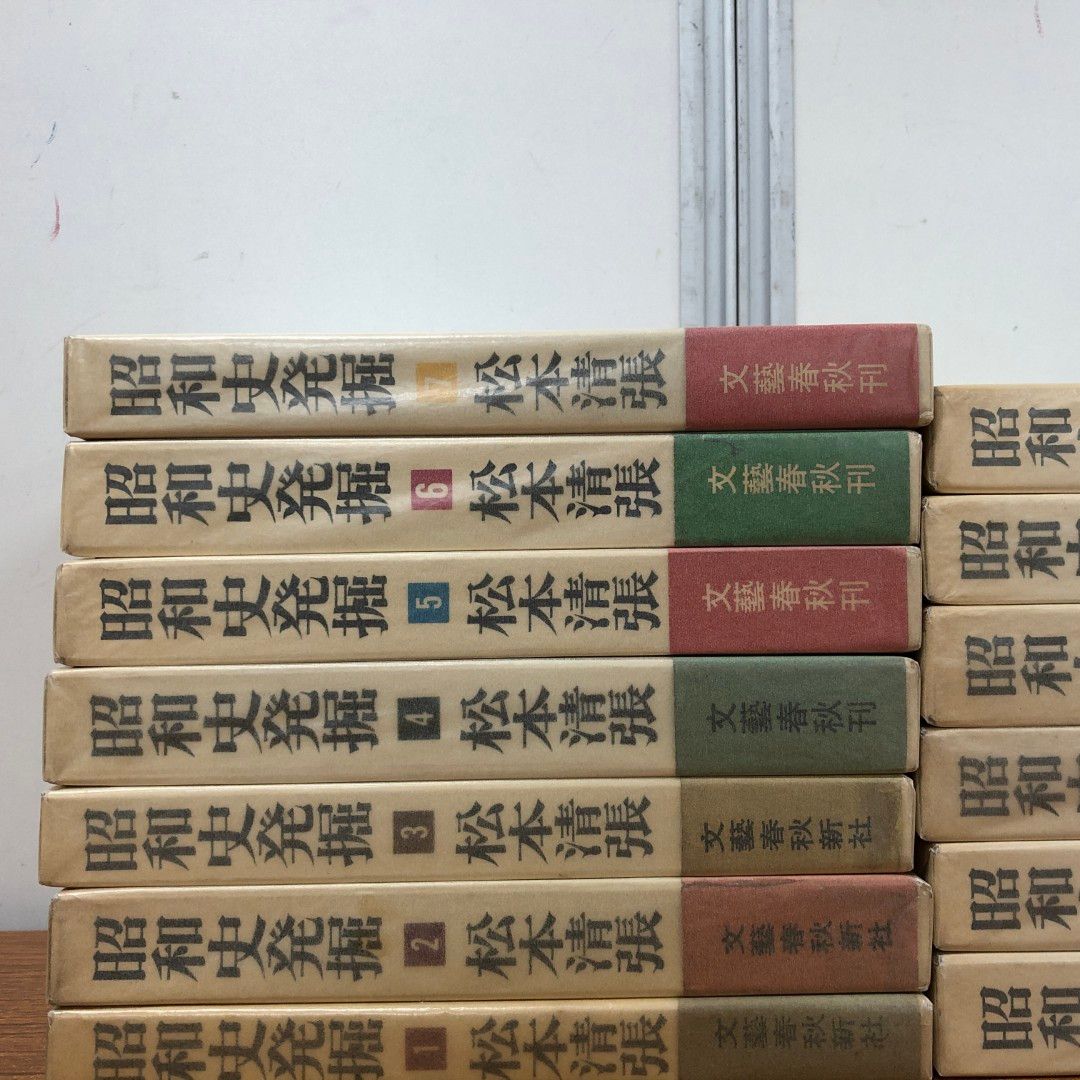 昭和史発掘 7 松本清張 文藝春秋刊
昭和史発掘 6 松本清張 文藝春秋刊
昭和史発掘 5 松本清張 文藝春秋刊
昭和史発掘 4 松本清張 文藝春秋刊
昭和史発掘 3 松本清張 文藝春秋新社
昭和史発掘 2 松本清張 文藝春秋新社
昭和史発掘 1 松本清張 文藝春秋新社
昭和
昭和
昭和
昭和
昭和
昭和